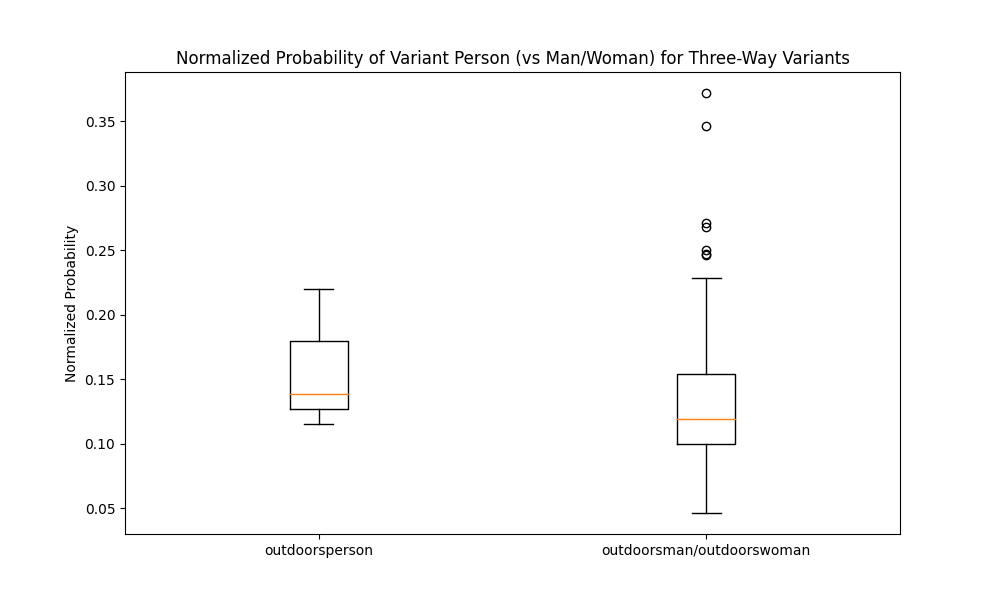 Normalized Probability of Variant Person (vs Man/Woman) for Three-Way Variants
Normalized Probability
0.35
0.30
0.25
0.20
0.15
0.10
0.05
outdoorsperson
outdoorsman/outdoorswoman